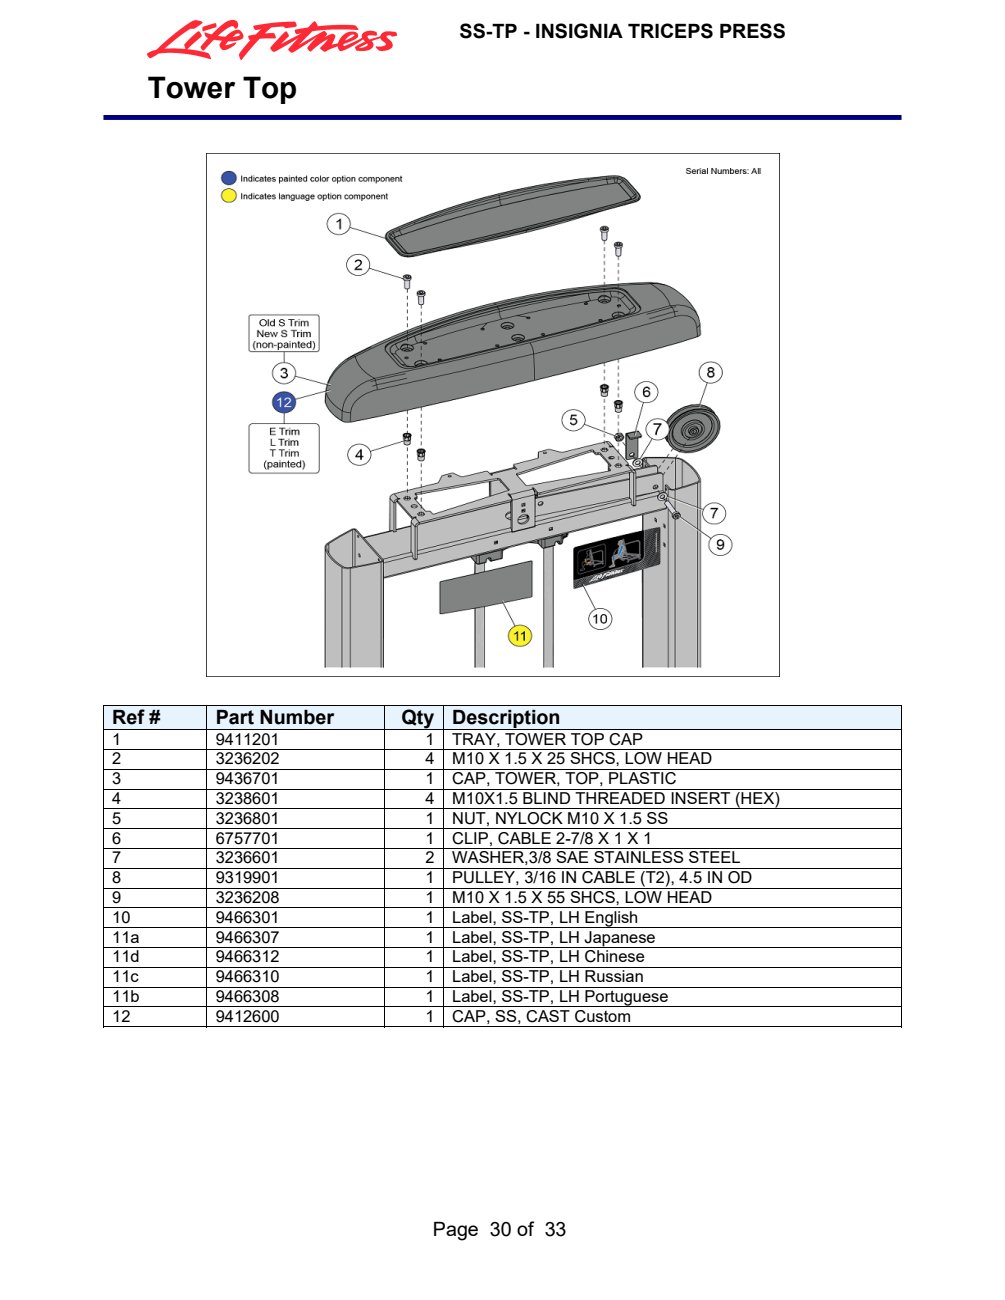 Life Fitness
SS-TP - INSIGNIA TRICEPS PRESS
Tower Top
Indicates painted color option component
Indicates language option component
Serial Numbers: All
1
2
Old S Trim
New S Trim
(non-painted)
3
12
E Trim
L Trim
T Trim
(painted)
4
5
6
7
8
7
9
Life Fitness
10
11
Ref # Part Number Qty Description
1 9411201 1 TRAY, TOWER TOP CAP
2 3236202 4 M10 X 1.5 X 25 SHCS, LOW HEAD
3 9436701 1 CAP, TOWER, TOP, PLASTIC
4 3238601 4 M10X1.5 BLIND THREADED INSERT (HEX)
5 3236801 1 NUT, NYLOCK M10 X 1.5 SS
6 6757701 1 CLIP, CABLE 2-7/8 X 1 X 1
7 3236601 2 WASHER,3/8 SAE STAINLESS STEEL
8 9319901 1 PULLEY, 3/16 IN CABLE (T2), 4.5 IN OD
9 3236208 1 M10 X 1.5 X 55 SHCS, LOW HEAD
10 9466301 1 Label, SS-TP, LH English
11a 9466307 1 Label, SS-TP, LH Japanese
11d 9466312 1 Label, SS-TP, LH Chinese
11c 9466310 1 Label, SS-TP, LH Russian
11b 9466308 1 Label, SS-TP, LH Portuguese
12 9412600 1 CAP, SS, CAST Custom
Page 30 of 33